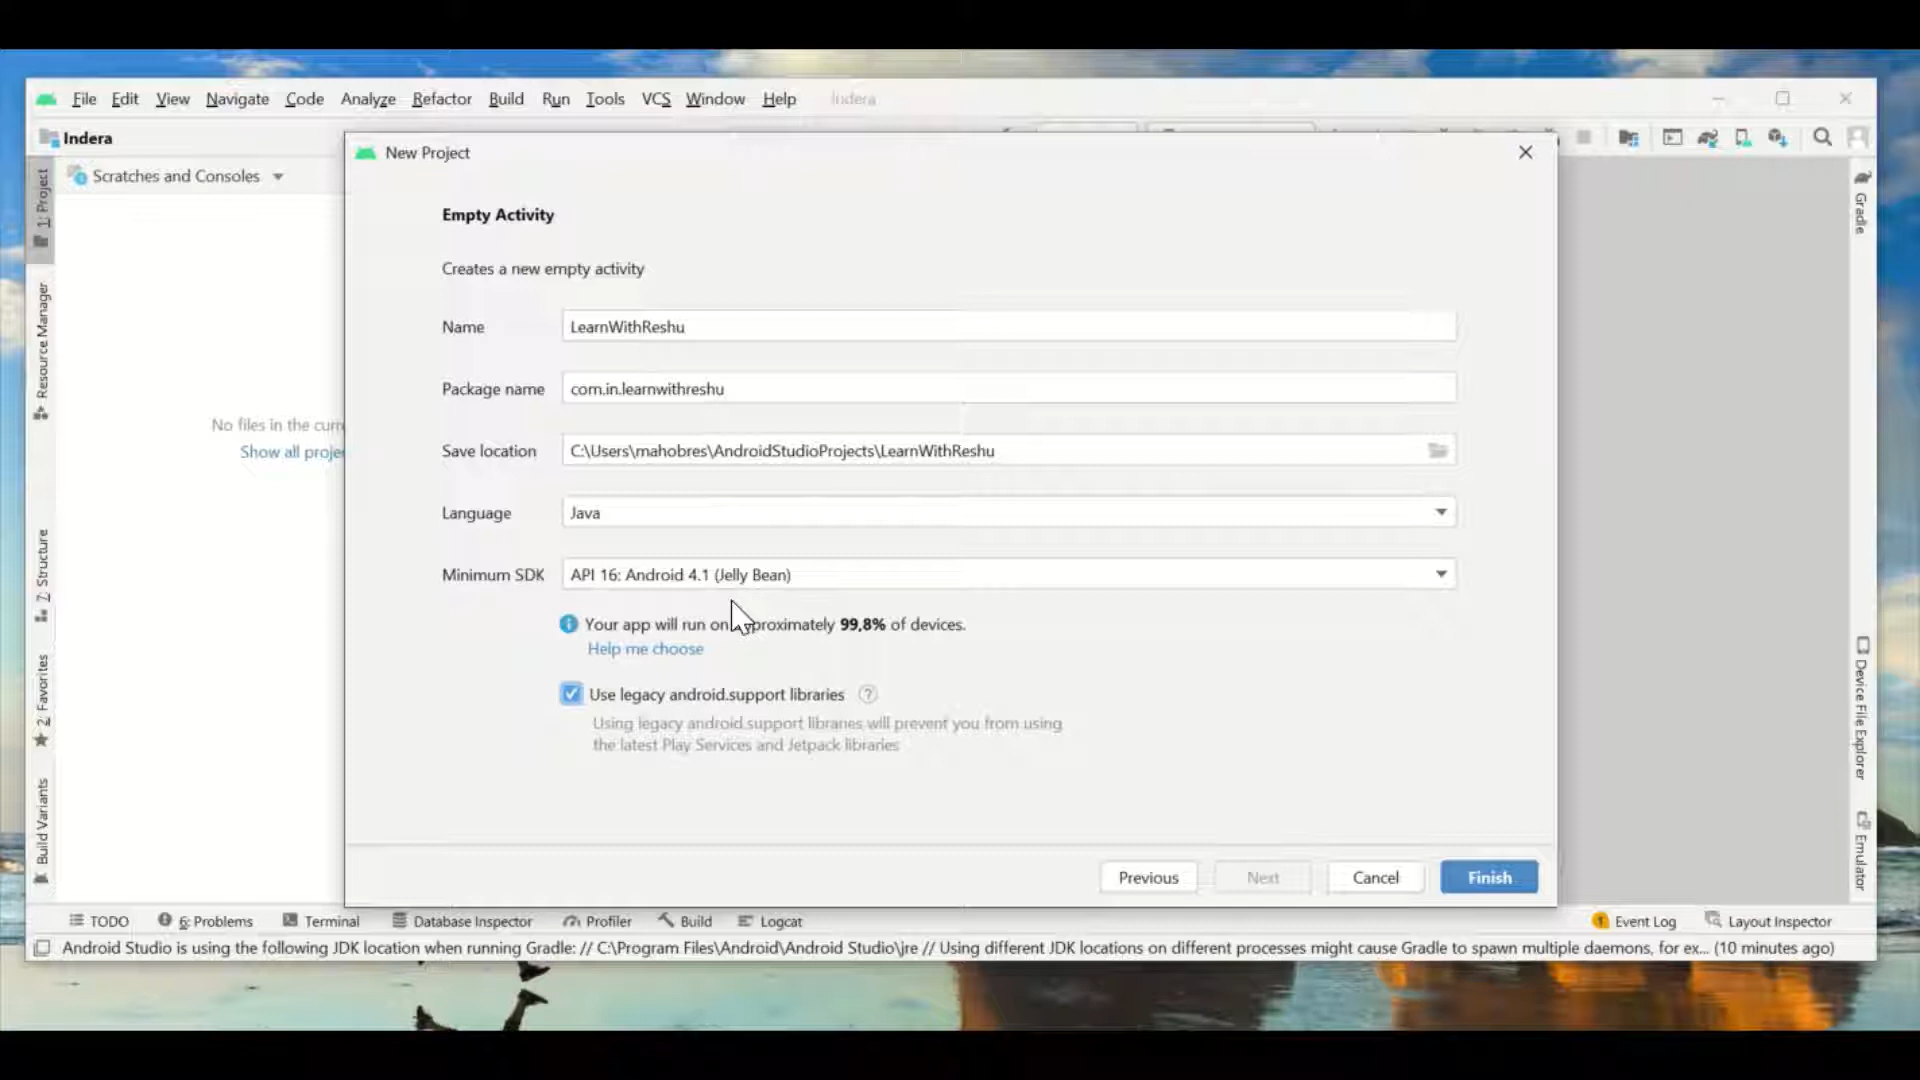 File Edit View Navigate Code Analyze Refactor Build Run Tools VCS Window Help Indera
Indera
Scratches and Consoles
1: Project
Resource Manager
7: Structure
2: Favorites
Build Variants
No files in the curr
Show all proje
New Project
Empty Activity
Creates a new empty activity
Name LearnWithReshu
Package name com.in.learnwithreshu
Save location C:\Users\mahobres\AndroidStudioProjects\LearnWithReshu
Language Java
Minimum SDK API 16: Android 4.1 (Jelly Bean)
Your app will run on proximately 99,8% of devices.
Help me choose
Use legacy android.support libraries ?
Using legacy android.support libraries will prevent you from using
the latest Play Services and Jetpack libraries
Previous Next Cancel Finish
Gradle
Device File Explorer
Emulator
TODO 6: Problems Terminal Database Inspector Profiler Build Logcat 1 Event Log Layout Inspector
Android Studio is using the following JDK location when running Gradle: // C:\Program Files\Android\Android Studio\jre // Using different JDK locations on different processes might cause Gradle to spawn multiple daemons, for ex... (10 minutes ago)